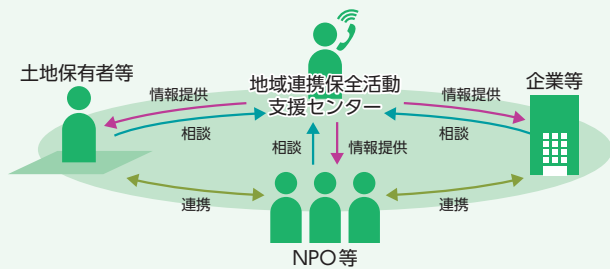 土地保有者等
地域連携保全活動
支援センター
企業等
情報提供
相談
情報提供
相談
相談
情報提供
連携
連携
NPO等